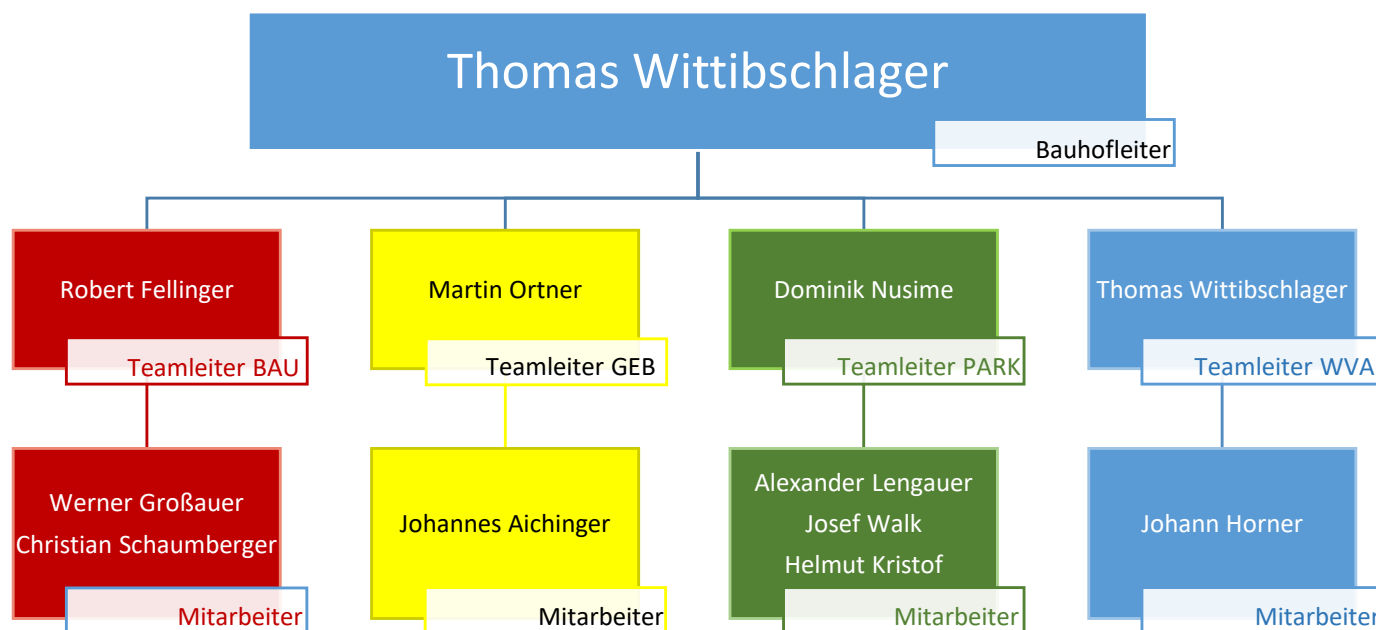 Thomas Wittibschlager
Bauhofleiter
Robert Fellinger
Teamleiter BAU
Martin Ortner
Teamleiter GEB
Dominik Nusime
Teamleiter PARK
Thomas Wittibschlager
Teamleiter WVA
Werner Großauer
Christian Schaumberger
Mitarbeiter
Johannes Aichinger
Mitarbeiter
Alexander Lengauer
Josef Walk
Helmut Kristof
Mitarbeiter
Johann Horner
Mitarbeiter